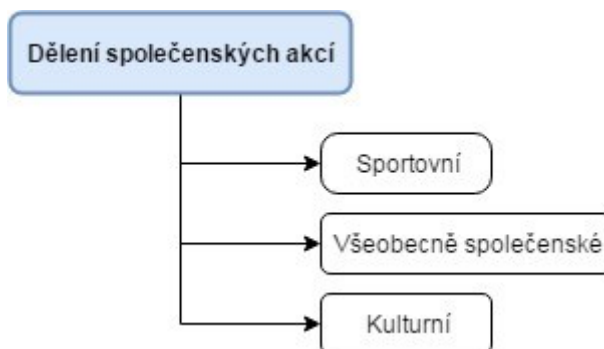 Dělení společenských akcí
Sportovní
Všeobecně společenské
Kulturní